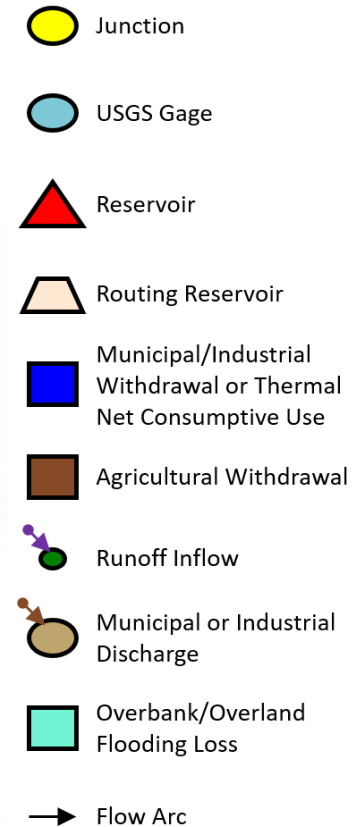 Junction
USGS Gage
Reservoir
Routing Reservoir
Municipal/Industrial
Withdrawal or Thermal
Net Consumptive Use
Agricultural Withdrawal
Runoff Inflow
Municipal or Industrial
Discharge
Overbank/Overland
Flooding Loss
Flow Arc